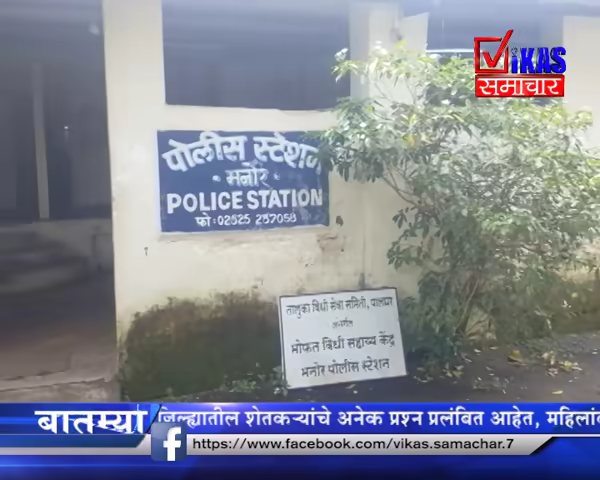 ViKAS
समाचार
पोलीस स्टेशन
मनोर
POLICE STATION
फो: 02525 257058
तालुका विधी सेवा समिती, पालघर
अंतर्गत
मोफत विधी सहाय्य केंद्र
मनोर पोलीस स्टेशन
बातम्या
जिल्ह्यातील शेतकऱ्यांचे अनेक प्रश्न प्रलंबित आहेत,
https://www.facebook.com/vikas.samachar.7